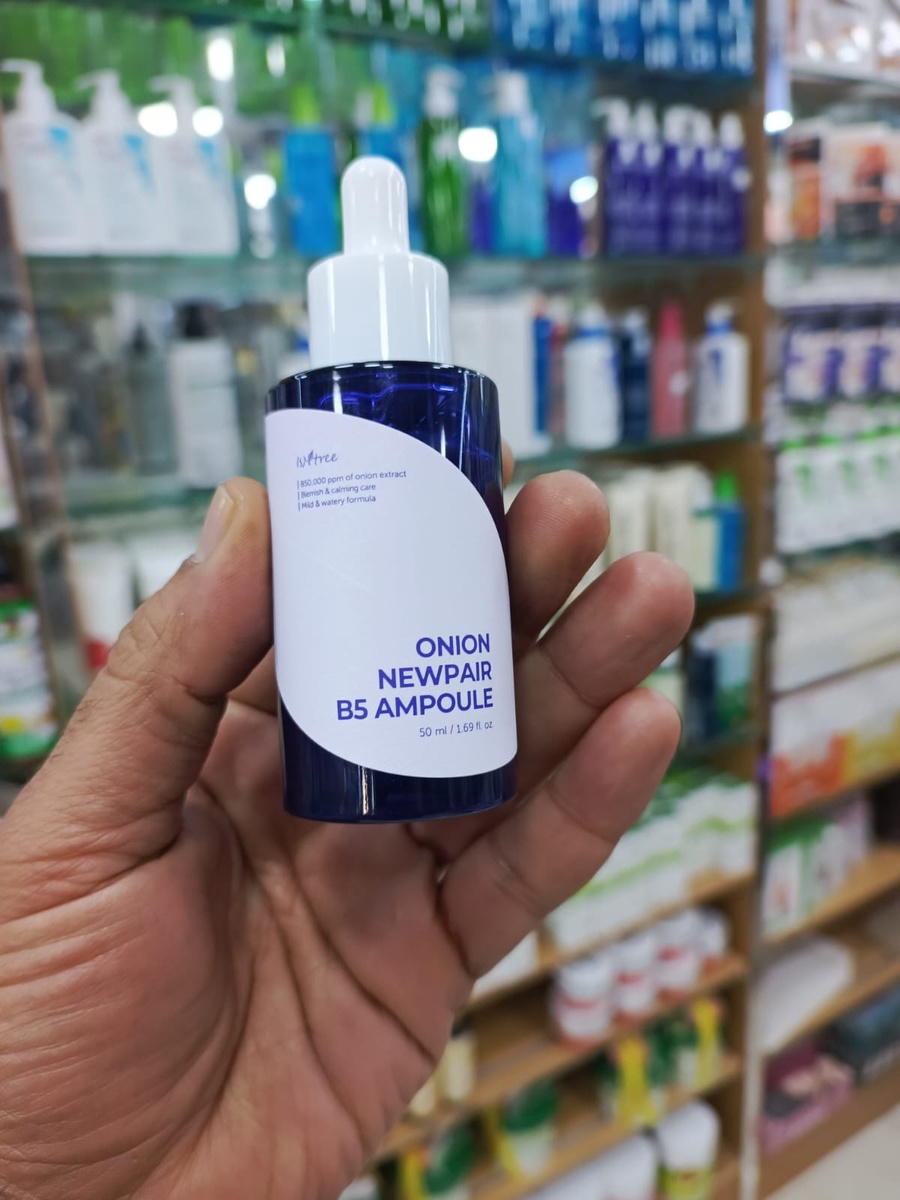 Isntree
850,000 ppm of onion extract
Blemish & calming care
Mild & watery formula
ONION
NEWPAIR
B5 AMPOULE
50 ml / 1.69 fl. oz